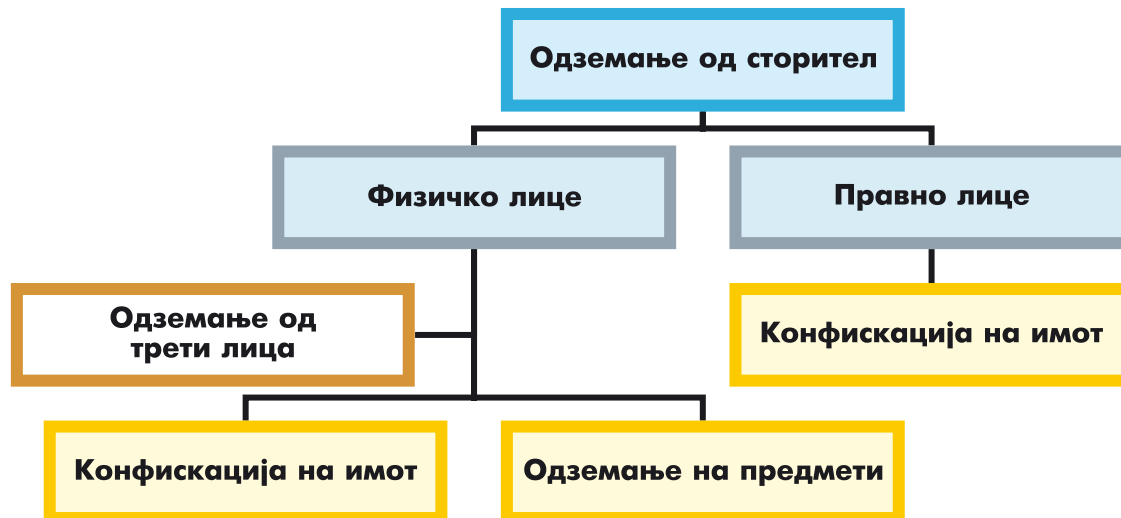 Одземање од сторител
Физичко лице
Правно лице
Одземање од
трети лица
Конфискација на имот
Конфискација на имот
Одземање на предмети